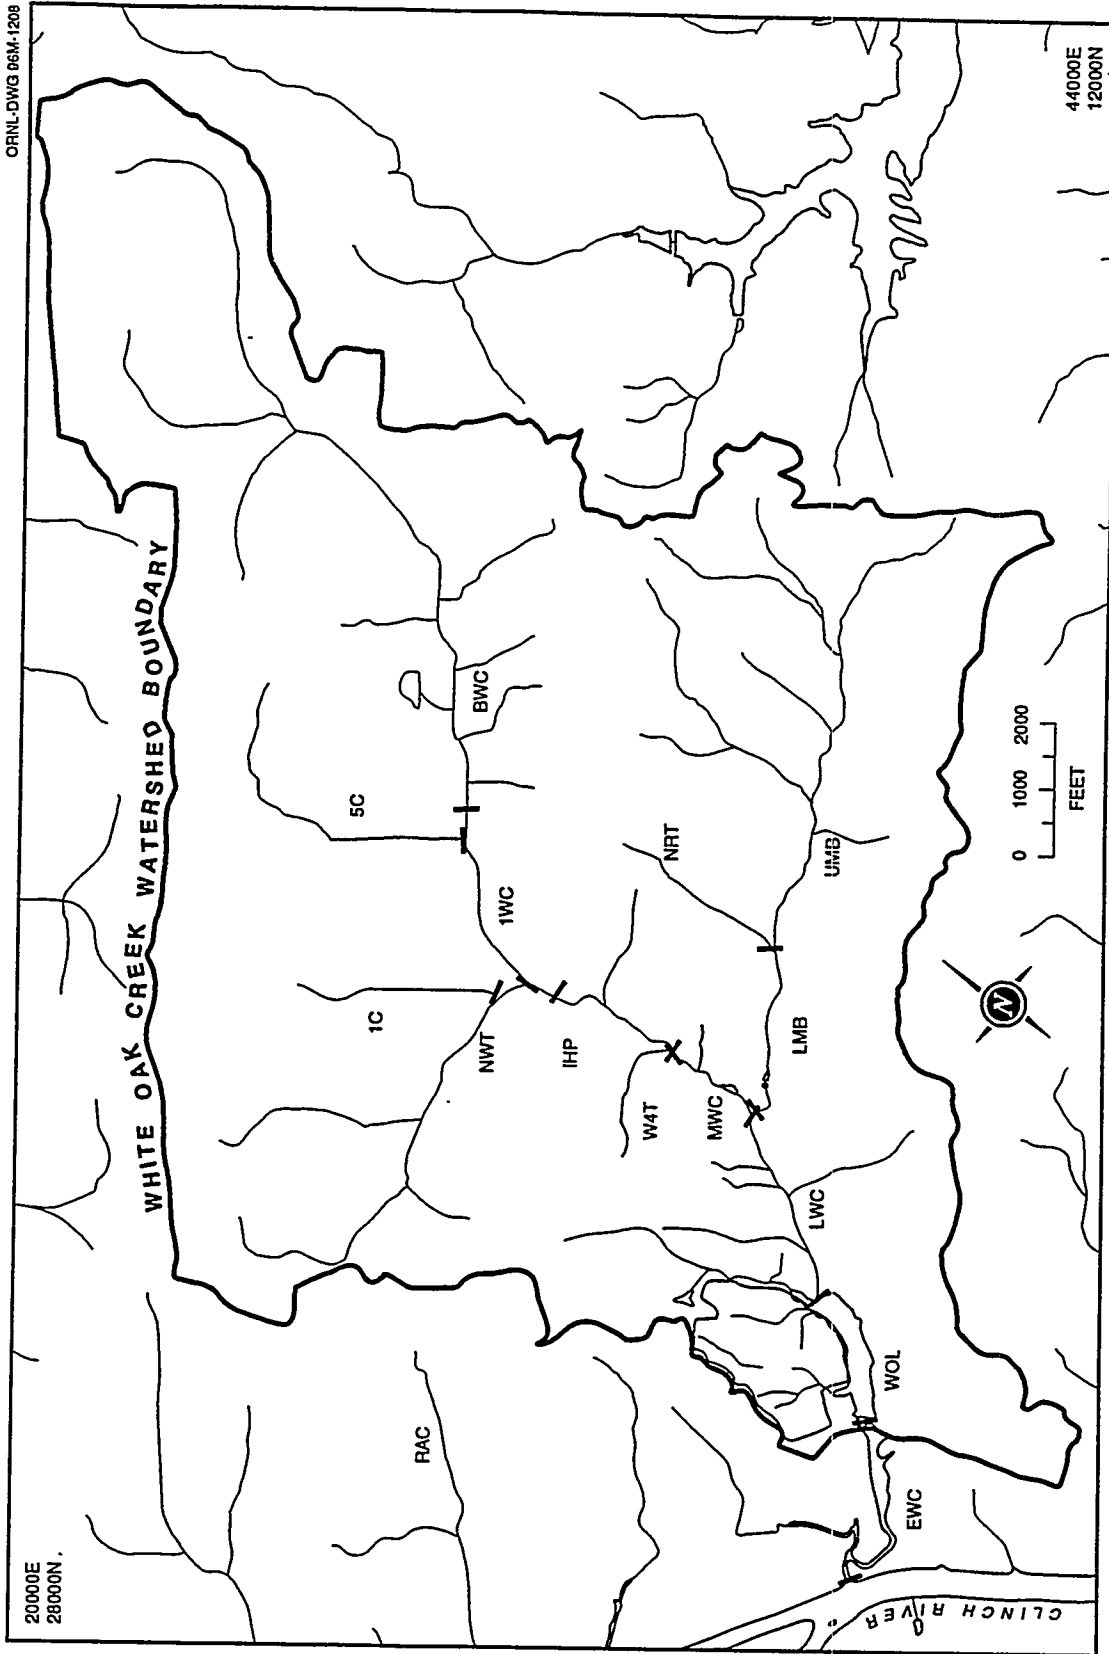 ORNL-DWG 96M-1208
20000E
28000N
WHITE OAK CREEK WATERSHED BOUNDARY
5C
BWC
1C
1WC
NWT
IHP
NRT
RAC
W4T
MWC
LMB
UMB
LWC
WOL
EWC
CLINCH RIVER
N
0 1000 2000
FEET
44000E
12000N